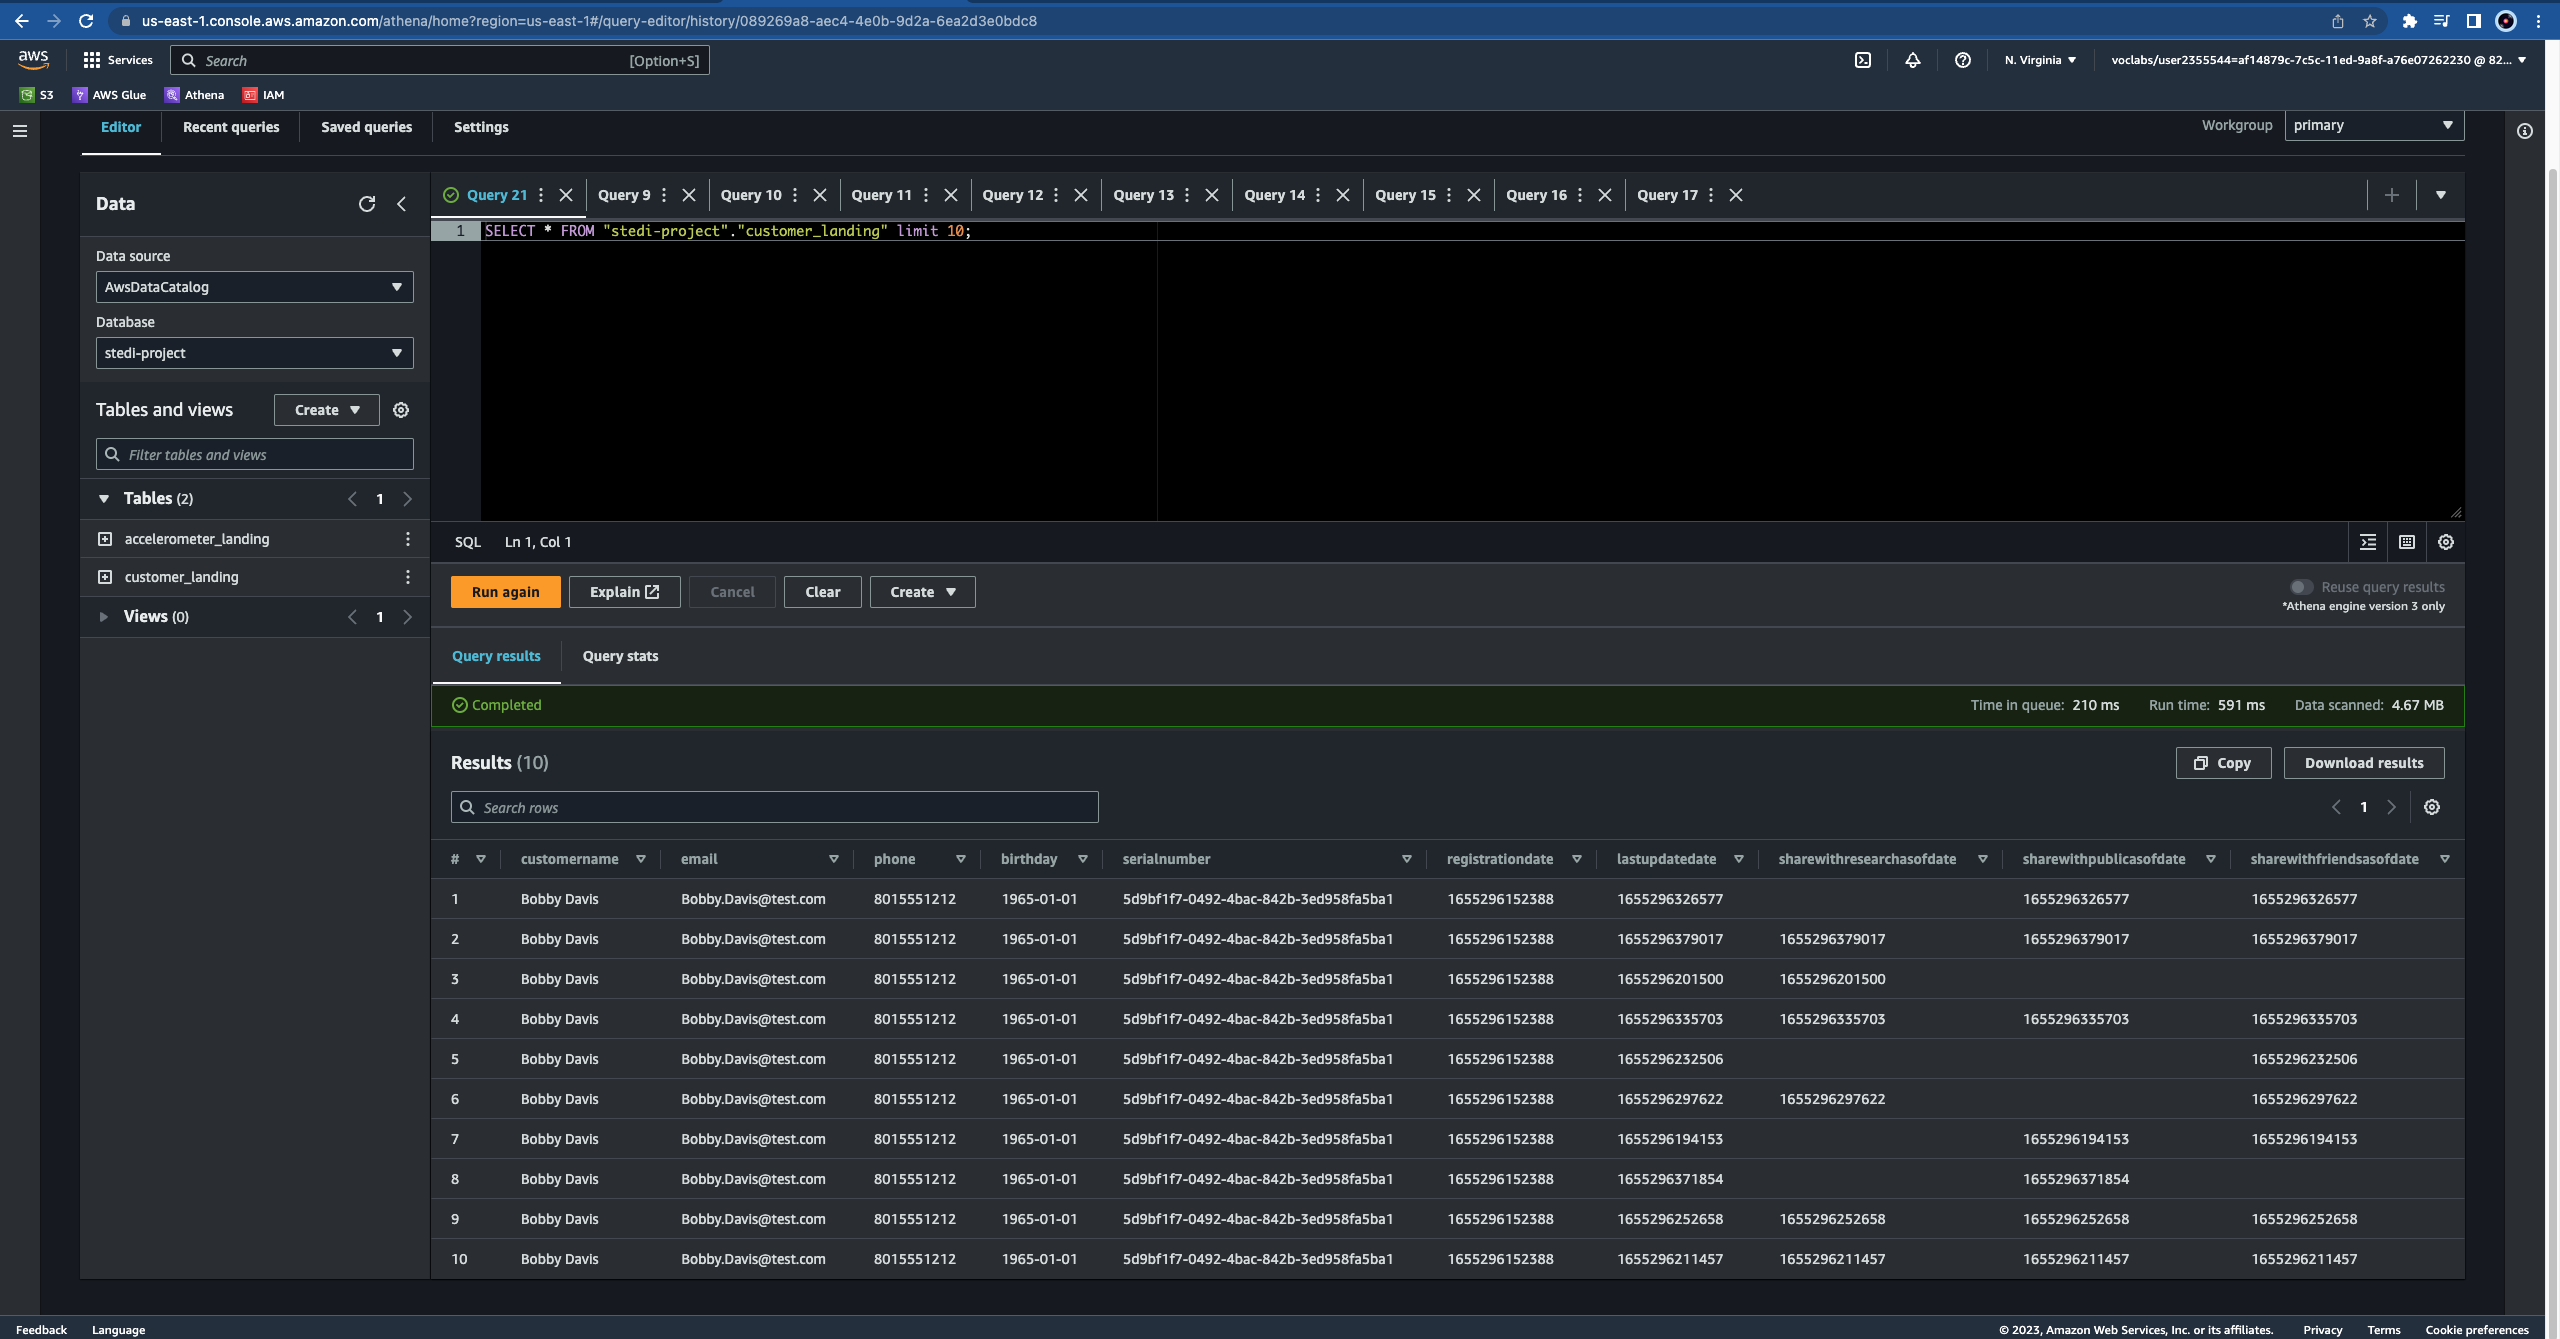 us-east-1.console.aws.amazon.com/athena/home?region=us-east-1#/query-editor/history/089269a8-aec4-4e0b-9d2a-6ea2d3e0bdc8
aws Services Search [Option+S] N. Virginia voclabs/user2355544=af14879c-7c5c-11ed-9a8f-a76e07262230 @ 82...
S3 AWS Glue Athena IAM
Editor Recent queries Saved queries Settings Workgroup primary
Data
Data source
AwsDataCatalog
Database
stedi-project
Tables and views Create
Filter tables and views
Tables (2) 1
accelerometer_landing
customer_landing
Views (0) 1
Query 21 Query 9 Query 10 Query 11 Query 12 Query 13 Query 14 Query 15 Query 16 Query 17
1 SELECT * FROM "stedi-project"."customer_landing" limit 10;
SQL Ln 1, Col 1
Run again Explain Cancel Clear Create Reuse query results
*Athena engine version 3 only
Query results Query stats
Completed Time in queue: 210 ms Run time: 591 ms Data scanned: 4.67 MB
Results (10) Copy Download results
Search rows 1
# customername email phone birthday serialnumber registrationdate lastupdatedate sharewithresearchasofdate sharewithpublicasofdate sharewithfriendsasofdate
1 Bobby Davis Bobby.Davis@test.com 8015551212 1965-01-01 5d9bf1f7-0492-4bac-842b-3ed958fa5ba1 1655296152388 1655296326577 1655296326577 1655296326577
2 Bobby Davis Bobby.Davis@test.com 8015551212 1965-01-01 5d9bf1f7-0492-4bac-842b-3ed958fa5ba1 1655296152388 1655296379017 1655296379017 1655296379017 1655296379017
3 Bobby Davis Bobby.Davis@test.com 8015551212 1965-01-01 5d9bf1f7-0492-4bac-842b-3ed958fa5ba1 1655296152388 1655296201500 1655296201500
4 Bobby Davis Bobby.Davis@test.com 8015551212 1965-01-01 5d9bf1f7-0492-4bac-842b-3ed958fa5ba1 1655296152388 1655296335703 1655296335703 1655296335703 1655296335703
5 Bobby Davis Bobby.Davis@test.com 8015551212 1965-01-01 5d9bf1f7-0492-4bac-842b-3ed958fa5ba1 1655296152388 1655296232506 1655296232506
6 Bobby Davis Bobby.Davis@test.com 8015551212 1965-01-01 5d9bf1f7-0492-4bac-842b-3ed958fa5ba1 1655296152388 1655296297622 1655296297622 1655296297622
7 Bobby Davis Bobby.Davis@test.com 8015551212 1965-01-01 5d9bf1f7-0492-4bac-842b-3ed958fa5ba1 1655296152388 1655296194153 1655296194153 1655296194153
8 Bobby Davis Bobby.Davis@test.com 8015551212 1965-01-01 5d9bf1f7-0492-4bac-842b-3ed958fa5ba1 1655296152388 1655296371854 1655296371854
9 Bobby Davis Bobby.Davis@test.com 8015551212 1965-01-01 5d9bf1f7-0492-4bac-842b-3ed958fa5ba1 1655296152388 1655296252658 1655296252658 1655296252658 1655296252658
10 Bobby Davis Bobby.Davis@test.com 8015551212 1965-01-01 5d9bf1f7-0492-4bac-842b-3ed958fa5ba1 1655296152388 1655296211457 1655296211457 1655296211457 1655296211457
Feedback Language © 2023, Amazon Web Services, Inc. or its affiliates. Privacy Terms Cookie preferences